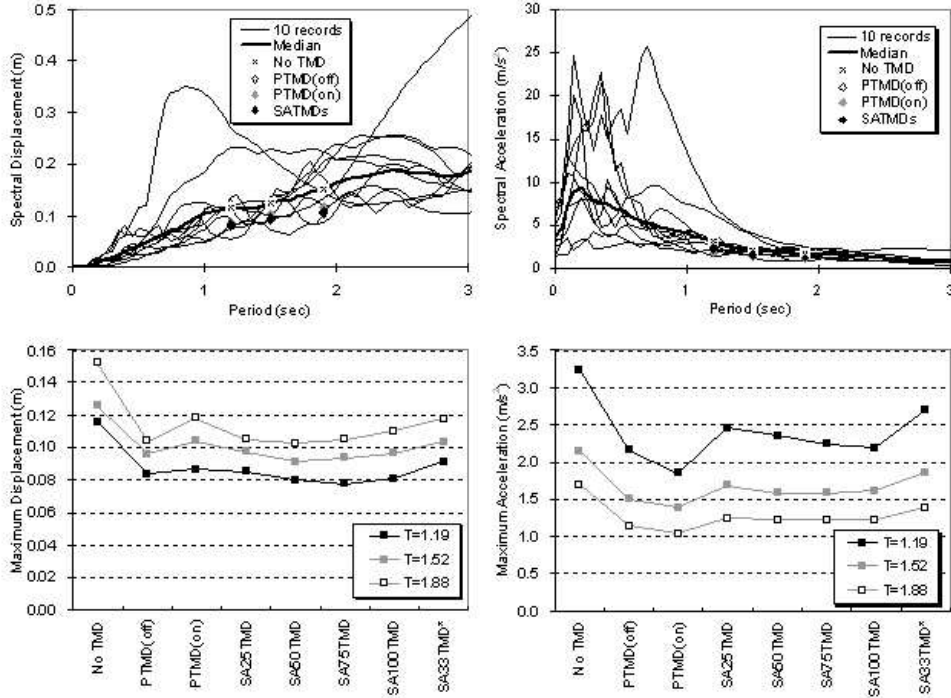 0.5
0.4
0.3
0.2
0.1
0.0
Spectral Displacement (m)
10 records
Median
No TMD
PTMD(off)
PTMD(on)
SATMDs
0 1 2 3
Period (sec)
30
25
20
15
10
5
0
Spectral Acceleration (m/s²)
10 records
Median
No TMD
PTMD(off)
PTMD(on)
SATMDs
0 1 2 3
Period (sec)
0.16
0.14
0.12
0.10
0.08
0.06
0.04
0.02
0.00
Maximum Displacement (m)
T=1.19
T=1.52
T=1.88
No TMD
PTMD(off)
PTMD(on)
SA25TMD
SA50TMD
SA75TMD
SA100TMD
SA33TMD*
3.5
3.0
2.5
2.0
1.5
1.0
0.5
0.0
Maximum Acceleration (m/s²)
T=1.19
T=1.52
T=1.88
No TMD
PTMD(off)
PTMD(on)
SA25TMD
SA50TMD
SA75TMD
SA100TMD
SA33TMD*